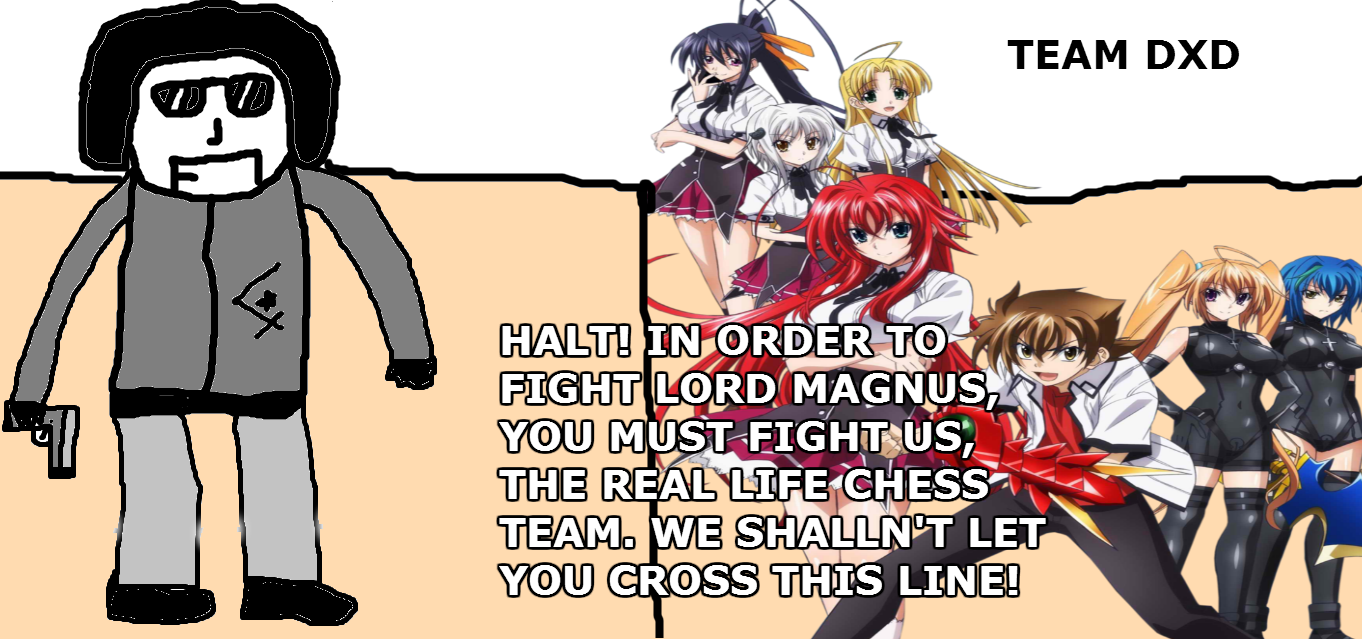 TEAM DXD
HALT! IN ORDER TO
FIGHT LORD MAGNUS,
YOU MUST FIGHT US,
THE REAL LIFE CHESS
TEAM. WE SHALLN'T LET
YOU CROSS THIS LINE!